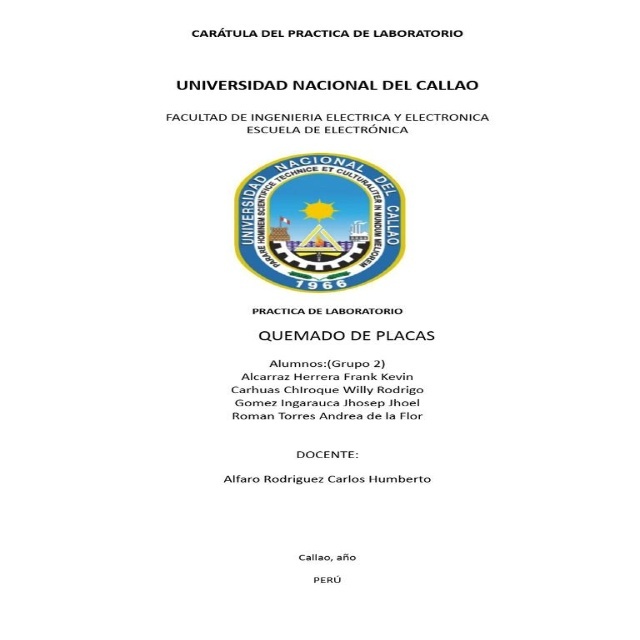 CARÁTULA DEL PRACTICA DE LABORATORIO
UNIVERSIDAD NACIONAL DEL CALLAO
FACULTAD DE INGENIERIA ELECTRICA Y ELECTRONICA
ESCUELA DE ELECTRÓNICA
UNIVERSIDAD NACIONAL DEL CALLAO
PARARE HOMINEM SCIENTIFICE TECHNICE ET CULTURALITER IN MUNDUM MELIOREM
1966
PRACTICA DE LABORATORIO
QUEMADO DE PLACAS
Alumnos:(Grupo 2)
Alcarraz Herrera Frank Kevin
Carhuas ChIroque Willy Rodrigo
Gomez Ingarauca Jhosep Jhoel
Roman Torres Andrea de la Flor
DOCENTE:
Alfaro Rodriguez Carlos Humberto
Callao, año
PERÚ